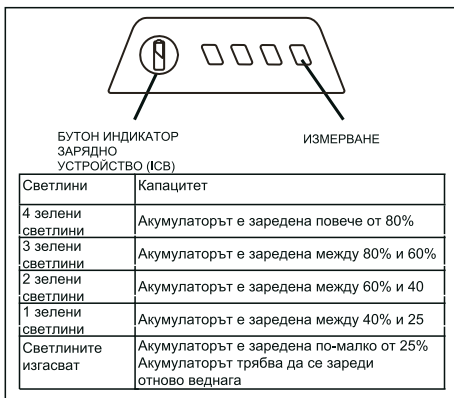 БУТОН ИНДИКАТОР
ЗАРЯДНО
УСТРОЙСТВО (ICB)
ИЗМЕРВАНЕ
Светлини Капацитет
4 зелени
светлини
Акумулаторът е заредена повече от 80%
3 зелени
светлини
Акумулаторът е заредена между 80% и 60%
2 зелени
светлини
Акумулаторът е заредена между 60% и 40
1 зелени
светлини
Акумулаторът е заредена между 40% и 25
Светлините
изгасват
Акумулаторът е заредена по-малко от 25%
Акумулаторът трябва да се зареди
отново веднага